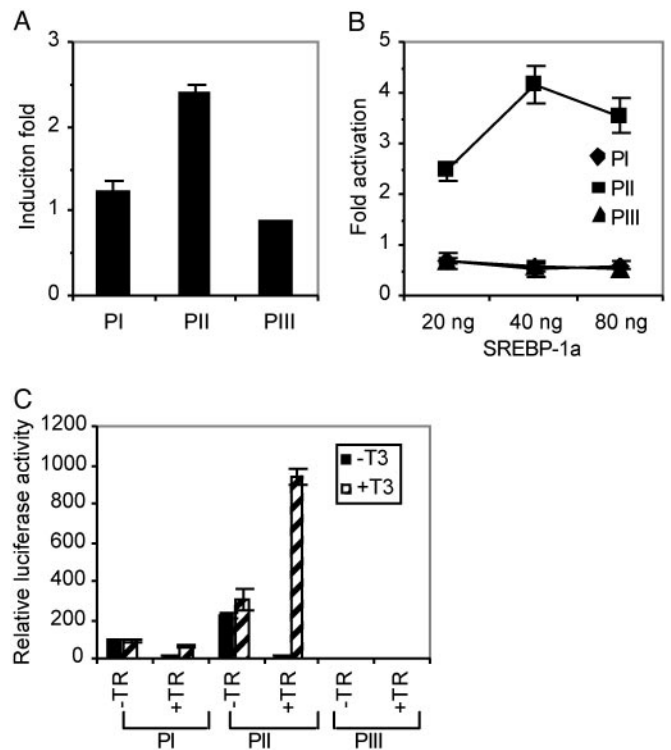 A
Induciton fold
3
2
1
0
PI PII PIII
B
Fold activation
5
4
3
2
1
0
PI
PII
PIII
20 ng 40 ng 80 ng
SREBP-1a
C
Relative luciferase activity
1200
1000
800
600
400
200
0
-T3
+T3
-TR +TR -TR +TR -TR +TR
PI PII PIII